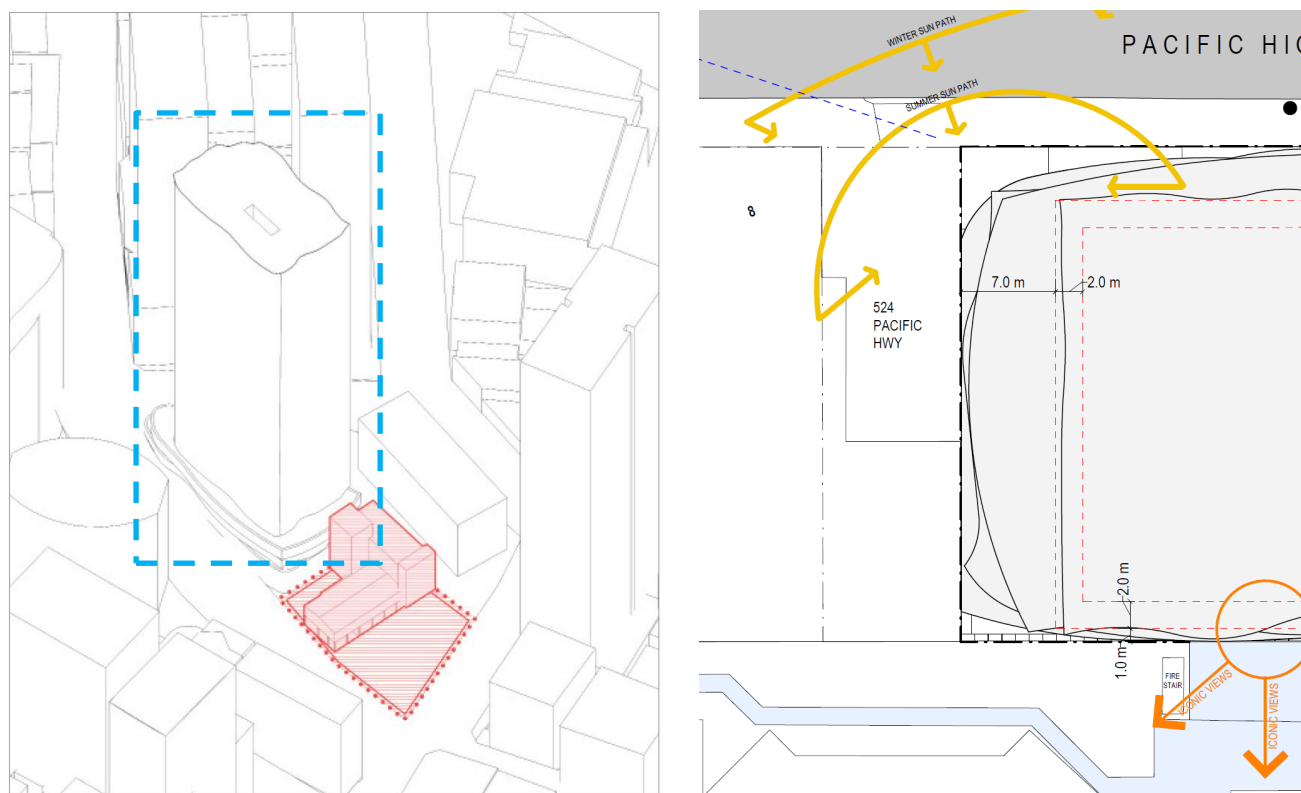 WINTER SUN PATH
PACIFIC HIG
SUMMER SUN PATH
8
7.0 m
2.0 m
524
PACIFIC
HWY
2.0 m
1.0 m
FIRE
STAIR
ICONIC VIEWS
ICONIC VIEWS